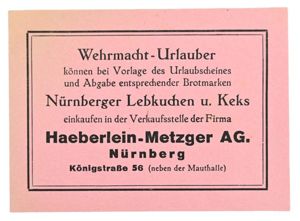 Wehrmacht-Urlauber
können bei Vorlage des Urlaubscheines
und Abgabe entsprechender Brotmarken
Nürnberger Lebkuchen u. Keks
einkaufen in der Verkaufsstelle der Firma
Haeberlein-Metzger AG.
Nürnberg
Königstraße 56 (neben der Mauthalle)